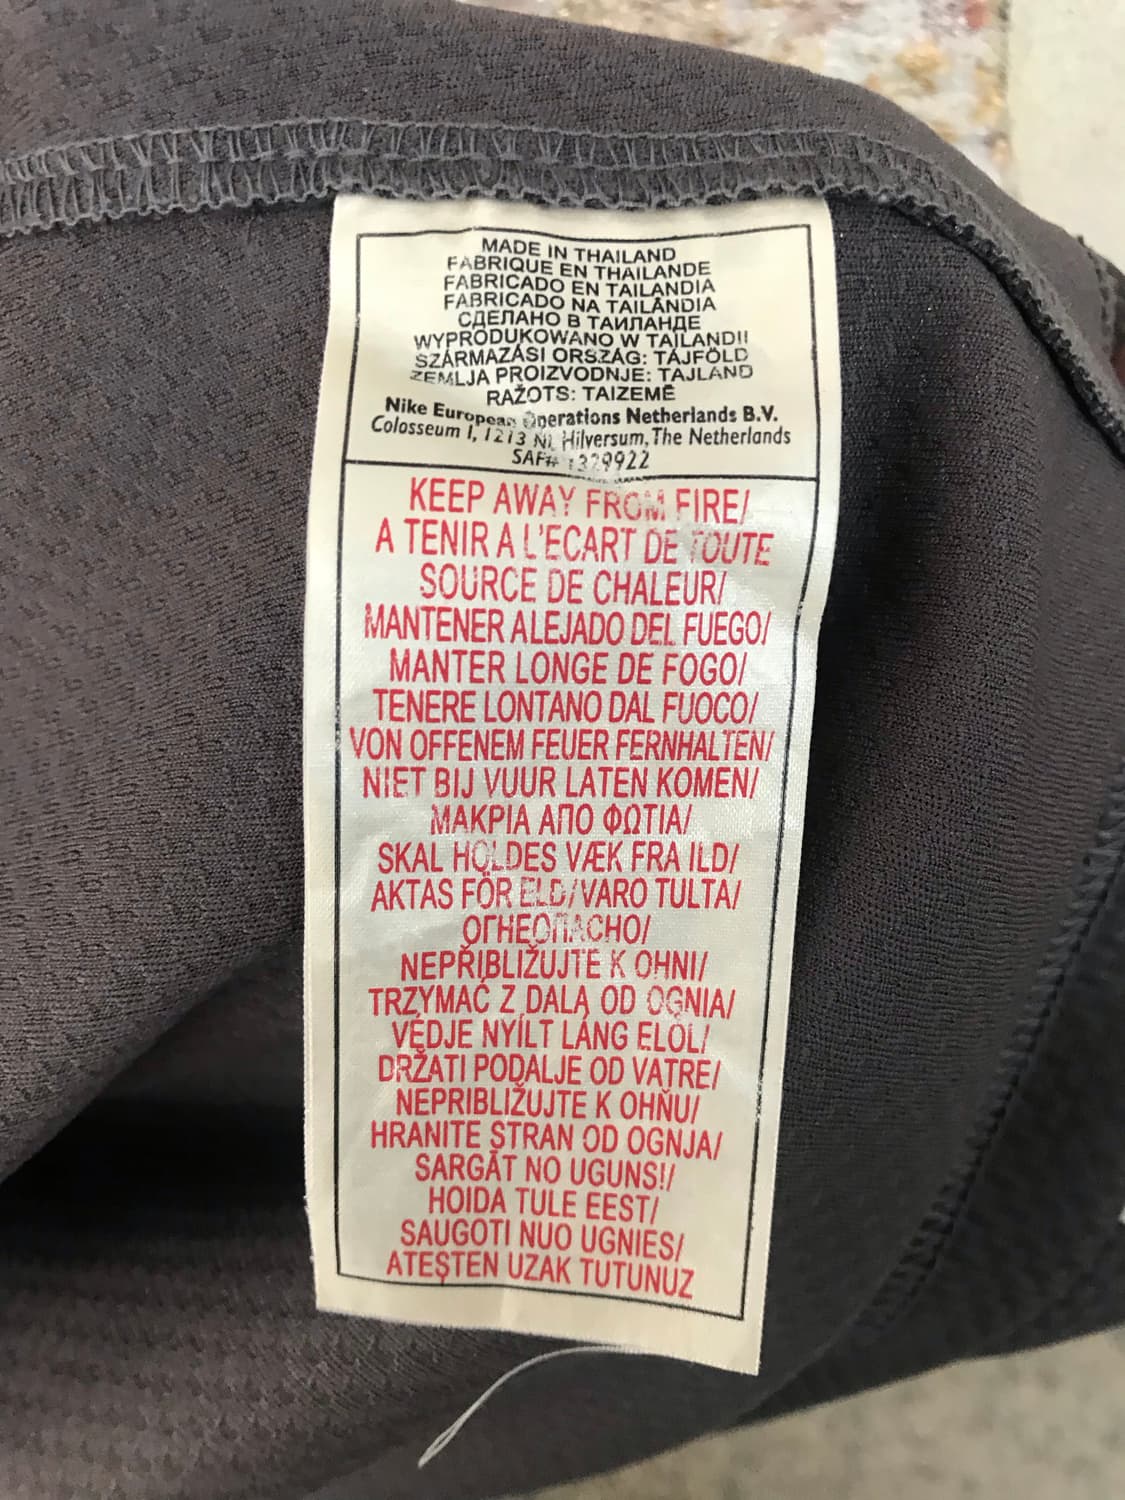 MADE IN THAILAND
FABRIQUE EN THAILANDE
FABRICADO EN TAILANDIA
FABRICADO NA TAILÂNDIA
СДЕЛАНО В ТАИЛАНДЕ
WYPRODUKOWANO W TAJLANDII
SZÁRMAZÁSI ORSZÁG: TÁJFÖLD
ZEMLJA PROIZVODNJE: TAJLAND
RAŽOTS: TAIZEMĒ
Nike European Operations Netherlands B.V.
Colosseum 1, 1213 NL Hilversum, The Netherlands
SAF# 1329922
KEEP AWAY FROM FIRE/
A TENIR A L'ECART DE TOUTE
SOURCE DE CHALEUR/
MANTENER ALEJADO DEL FUEGO/
MANTER LONGE DE FOGO/
TENERE LONTANO DAL FUOCO/
VON OFFENEM FEUER FERNHALTEN/
NIET BIJ VUUR LATEN KOMEN/
ΜΑΚΡΙΑ ΑΠΟ ΦΩΤΙΑ/
SKAL HOLDES VÆK FRA ILD/
AKTAS FÖR ELD/VARO TULTA/
ОГНЕОПАСНО/
NEPŘIBLIŽUJTE K OHNI/
TRZYMAĆ Z DALA OD OGNIA/
VÉDJE NYÍLT LÁNG ELÖL/
DRŽATI PODALJE OD VATRE/
NEPRIBLIŽUJTE K OHŇU/
HRANITE STRAN OD OGNJA/
SARGĀT NO UGUNS!/
HOIDA TULE EEST/
SAUGOTI NUO UGNIES/
ATEŞTEN UZAK TUTUNUZ